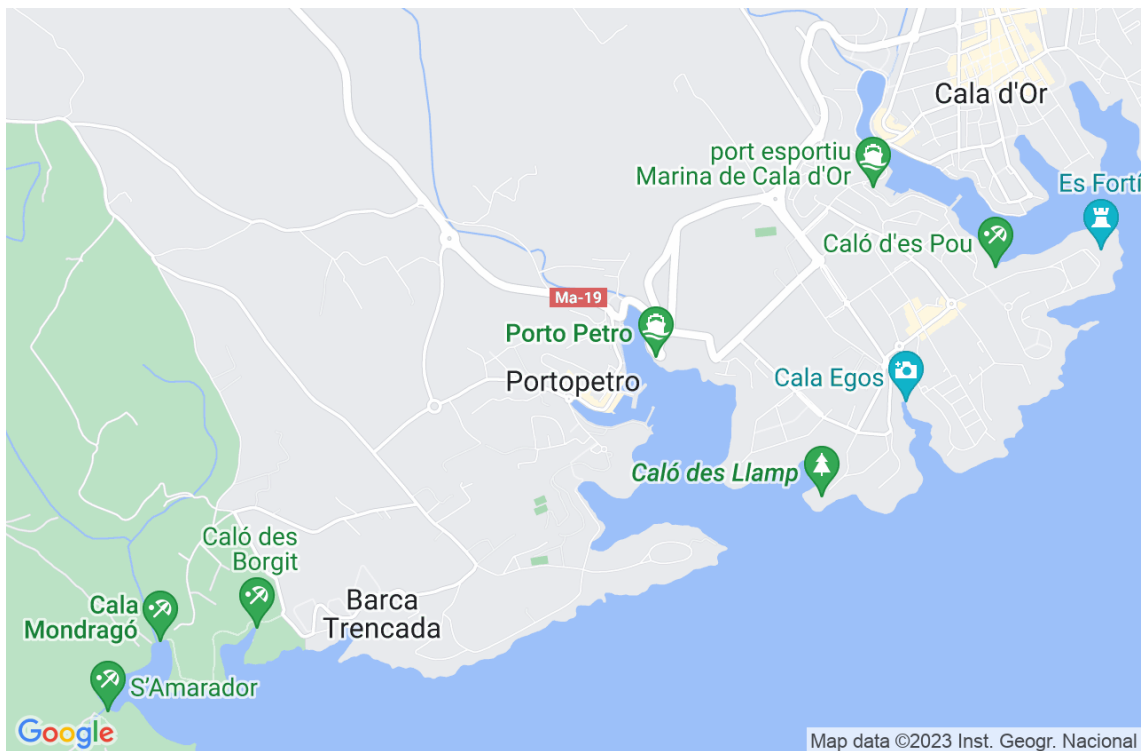 Cala d'Or
port esportiu
Marina de Cala d'Or
Es Fortí
Caló d'es Pou
Ma-19
Porto Petro
Portopetro
Cala Egos
Caló des Llamp
Caló des
Borgit
Barca
Trencada
Cala
Mondragó
S'Amarador
Google
Map data ©2023 Inst. Geogr. Nacional